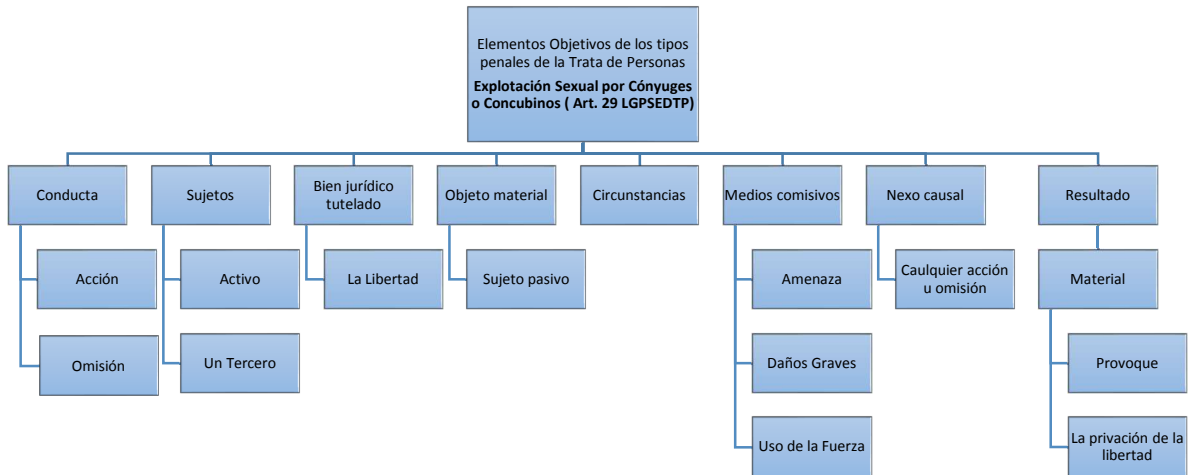 Elementos Objetivos de los tipos
penales de la Trata de Personas
Explotación Sexual por Cónyuges
o Concubinos ( Art. 29 LGPSEDTP)
Conducta
Acción
Omisión
Sujetos
Activo
Un Tercero
Bien jurídico
tutelado
La Libertad
Objeto material
Sujeto pasivo
Circunstancias
Medios comisivos
Amenaza
Daños Graves
Uso de la Fuerza
Nexo causal
Caulquier acción
u omisión
Resultado
Material
Provoque
La privación de la
libertad